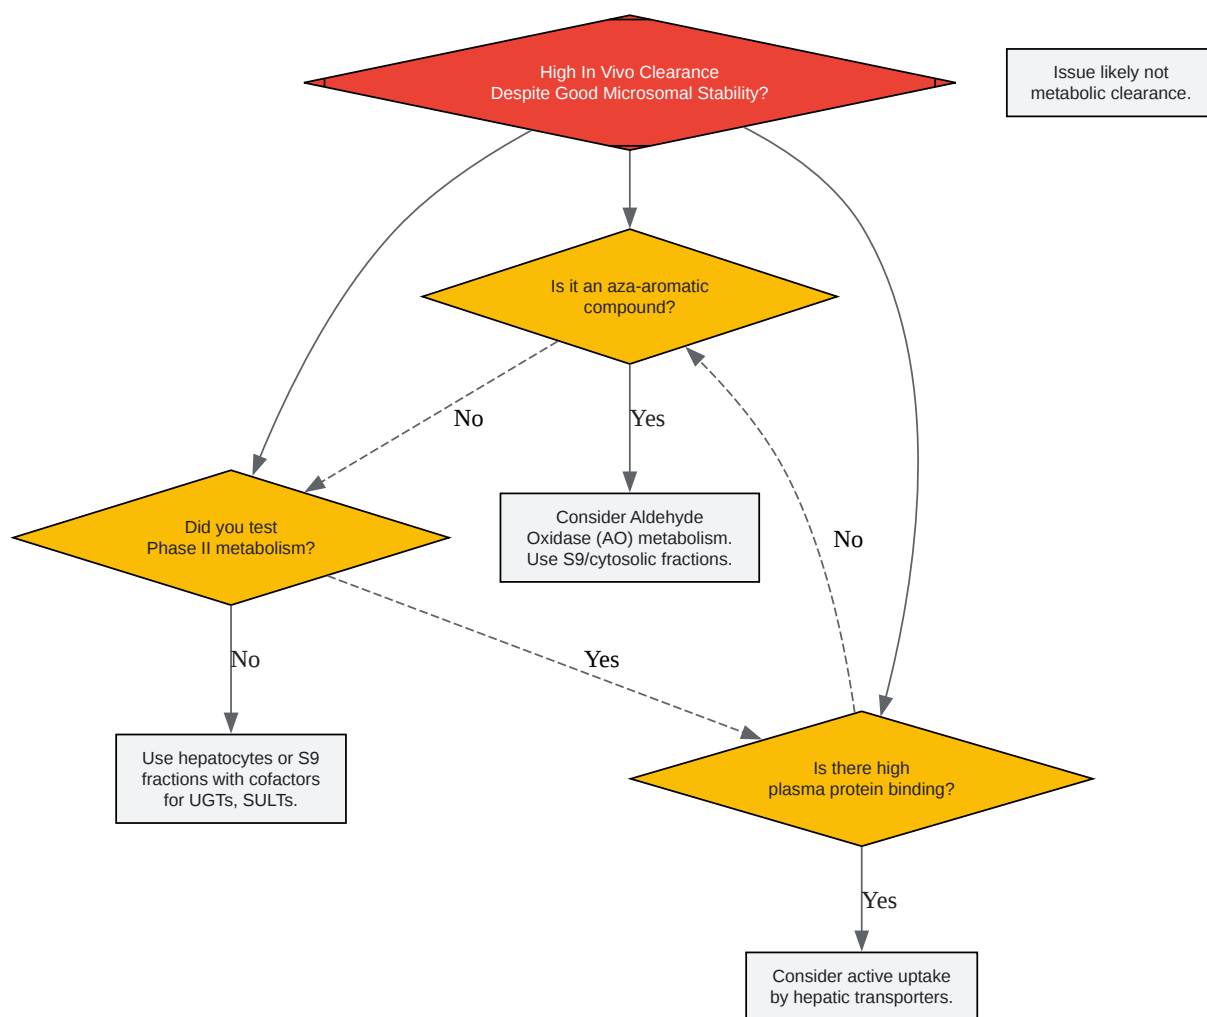 High In Vivo Clearance
Despite Good Microsomal Stability?
Issue likely not
metabolic clearance.
Is it an aza-aromatic
compound?
No
Yes
Did you test
Phase II metabolism?
Consider Aldehyde
Oxidase (AO) metabolism.
Use S9/cytosolic fractions.
No
No
Yes
Use hepatocytes or S9
fractions with cofactors
for UGTs, SULTs.
Is there high
plasma protein binding?
Yes
Consider active uptake
by hepatic transporters.